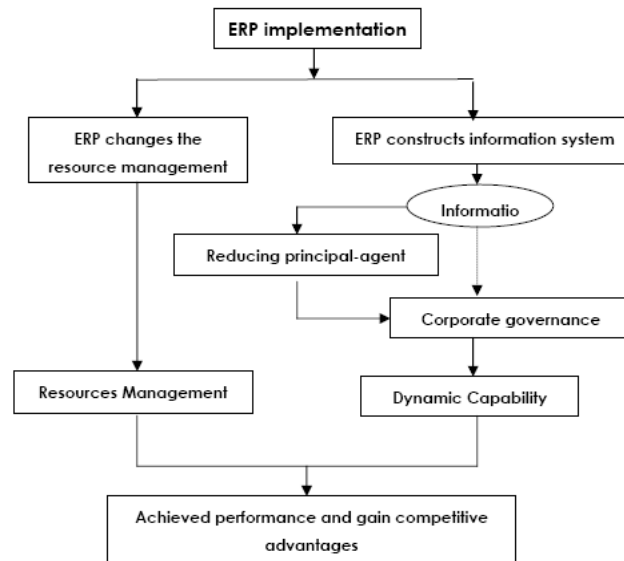 ERP implementation
ERP changes the
resource management
ERP constructs information system
Informatio
Reducing principal-agent
Corporate governance
Resources Management
Dynamic Capability
Achieved performance and gain competitive
advantages